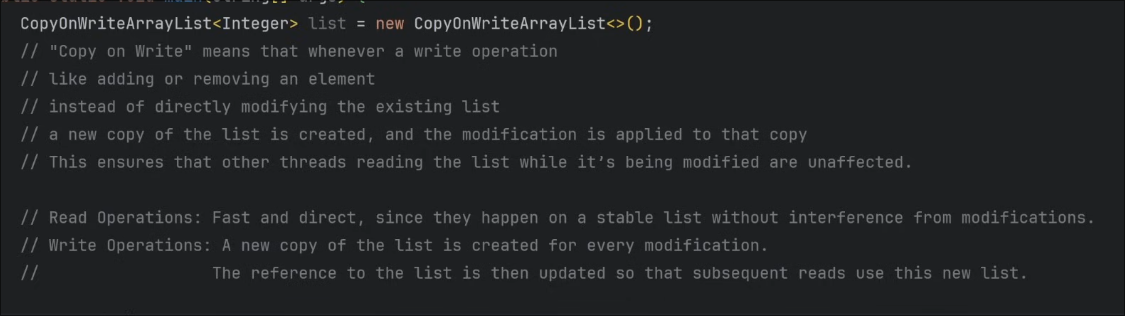 CopyOnWriteArrayList<Integer> list = new CopyOnWriteArrayList<>();
// "Copy on Write" means that whenever a write operation
// like adding or removing an element
// instead of directly modifying the existing list
// a new copy of the list is created, and the modification is applied to that copy
// This ensures that other threads reading the list while it's being modified are unaffected.
// Read Operations: Fast and direct, since they happen on a stable list without interference from modifications.
// Write Operations: A new copy of the list is created for every modification.
//                  The reference to the list is then updated so that subsequent reads use this new list.